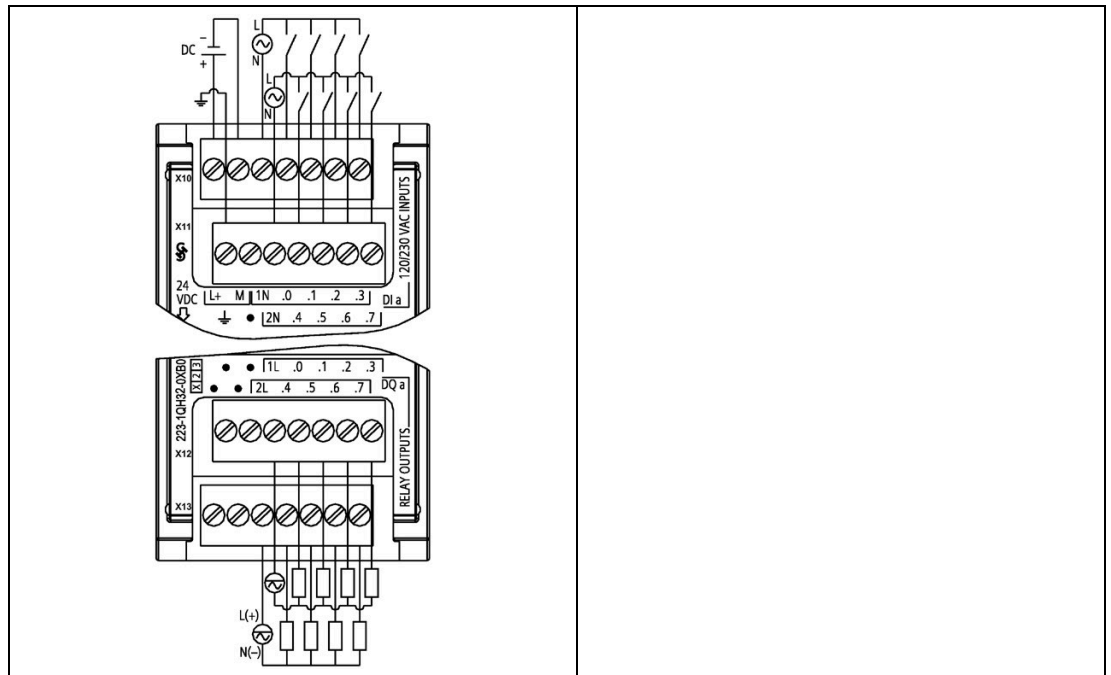 L
DC
−
+
N
L
N
X10
X11
120/230 VAC INPUTS
24
VDC
L+ M 1N .0 .1 .2 .3
DI a
2N .4 .5 .6 .7
223-1QH32-0XB0
X 2 3
1L .0 .1 .2 .3
2L .4 .5 .6 .7
DQ a
X12
RELAY OUTPUTS
X13
L(+)
N(−)